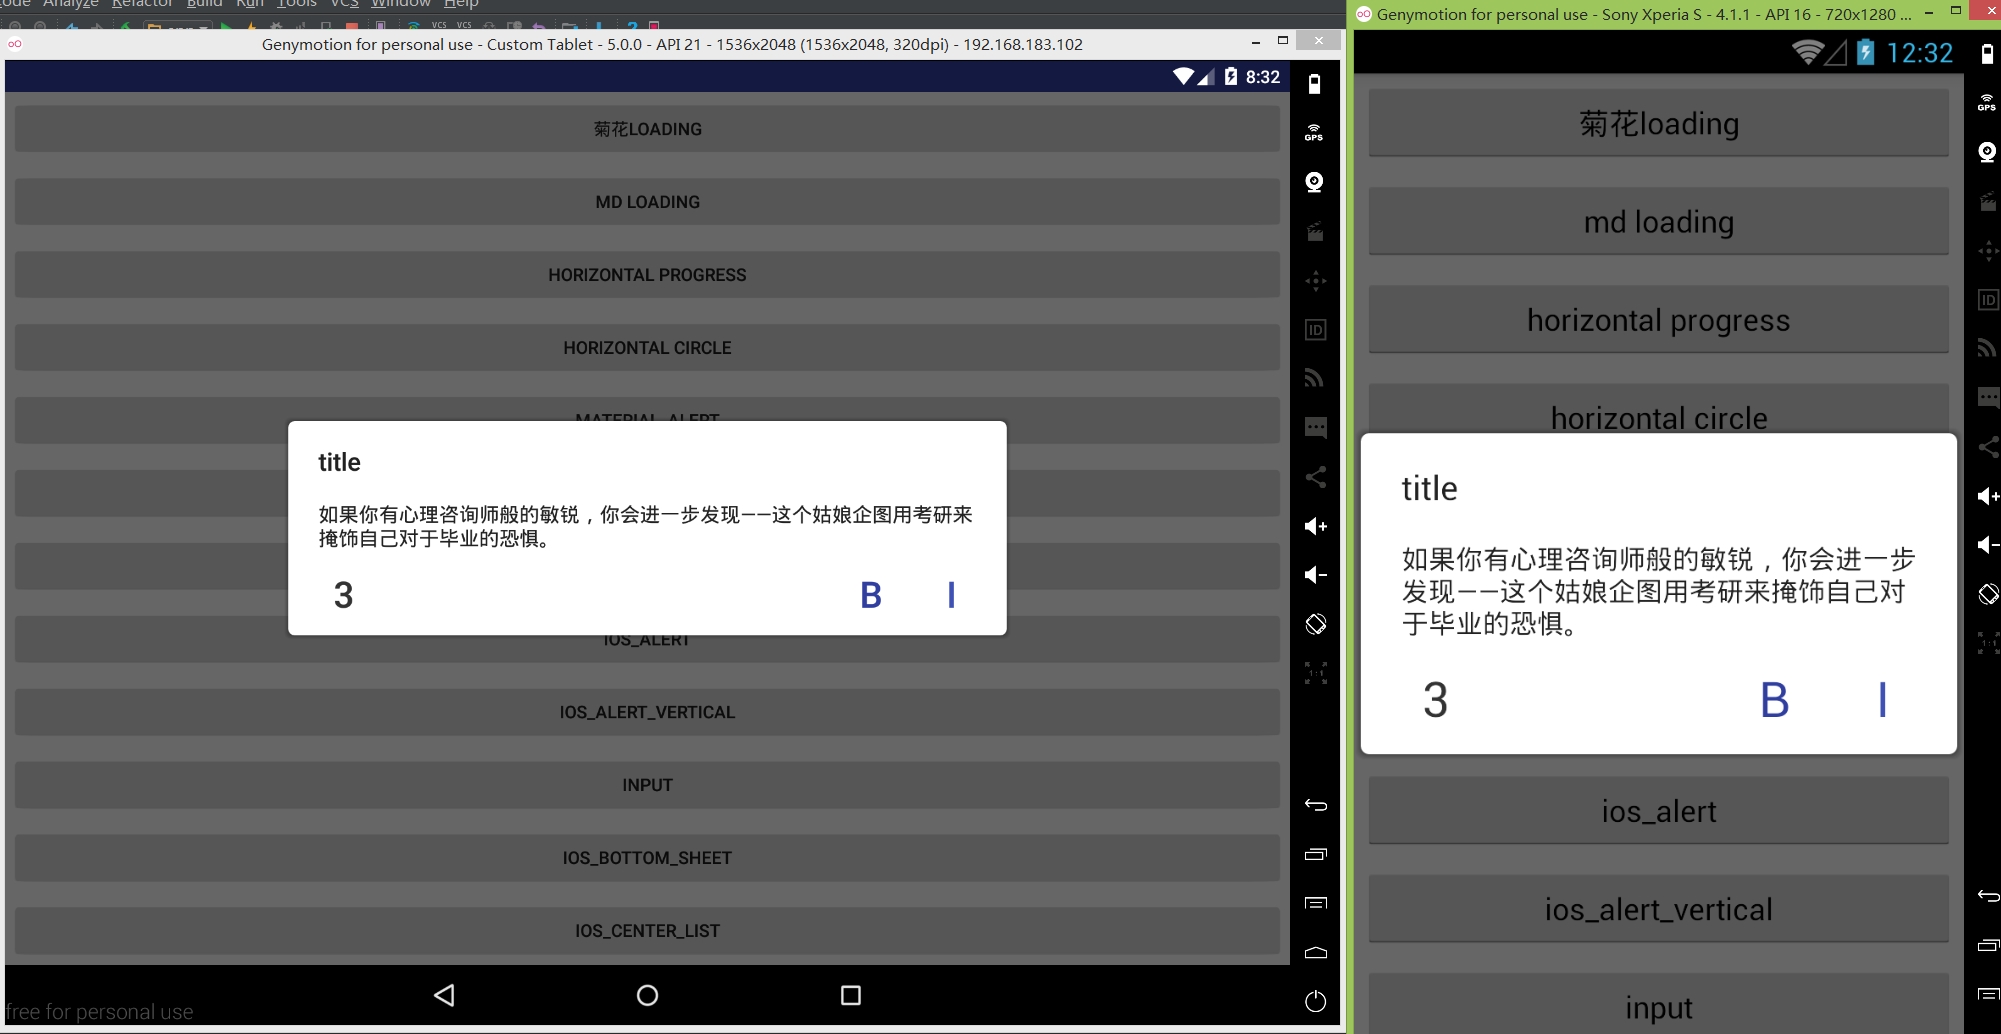 Code Analyze Refactor Build Run Tools VCS Window Help
Genymotion for personal use - Custom Tablet - 5.0.0 - API 21 - 1536x2048 (1536x2048, 320dpi) - 192.168.183.102
8:32
菊花LOADING
MD LOADING
HORIZONTAL PROGRESS
HORIZONTAL CIRCLE
MATERIAL_ALERT
title
如果你有心理咨询师般的敏锐，你会进一步发现——这个姑娘企图用考研来
掩饰自己对于毕业的恐惧。
3 B I
IOS_ALERT
IOS_ALERT_VERTICAL
INPUT
IOS_BOTTOM_SHEET
IOS_CENTER_LIST
free for personal use
GPS
ID
1:1
Genymotion for personal use - Sony Xperia S - 4.1.1 - API 16 - 720x1280 ...
12:32
菊花loading
md loading
horizontal progress
horizontal circle
title
如果你有心理咨询师般的敏锐，你会进一步
发现——这个姑娘企图用考研来掩饰自己对
于毕业的恐惧。
3 B I
ios_alert
ios_alert_vertical
input
GPS
ID
1:1